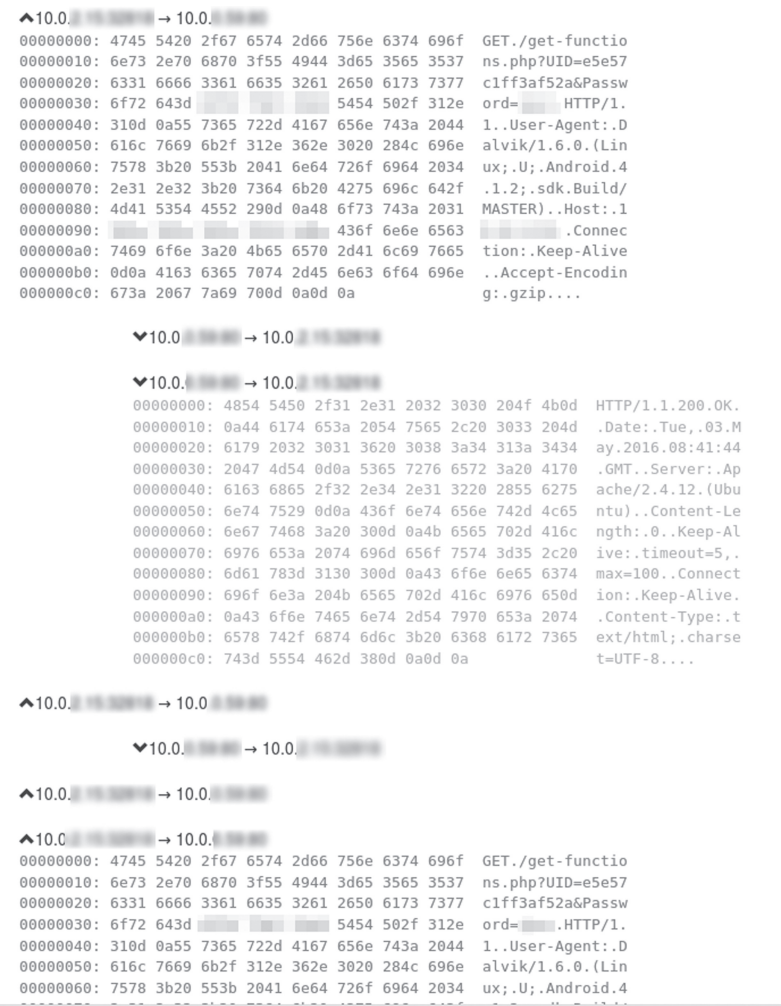 10.0. → 10.0.
00000000: 4745 5420 2f67 6574 2d66 756e 6374 696f GET./get-functio
00000010: 6e73 2e70 6870 3f55 4944 3d65 3565 3537 ns.php?UID=e5e57
00000020: 6331 6666 3361 6635 3261 2650 6173 7377 c1ff3af52a&Passw
00000030: 6f72 643d 5454 502f 312e ord= HTTP/1.
00000040: 310d 0a55 7365 722d 4167 656e 743a 2044 1..User-Agent:.D
00000050: 616c 7669 6b2f 312e 362e 3020 284c 696e alvik/1.6.0.(Lin
00000060: 7578 3b20 553b 2041 6e64 726f 6964 2034 ux;.U;.Android.4
00000070: 2e31 2e32 3b20 7364 6b20 4275 696c 642f .1.2;.sdk.Build/
00000080: 4d41 5354 4552 290d 0a48 6f73 743a 2031 MASTER)..Host:.1
00000090: 436f 6e6e 6563 .Connec
000000a0: 7469 6f6e 3a20 4b65 6570 2d41 6c69 7665 tion:.Keep-Alive
000000b0: 0d0a 4163 6365 7074 2d45 6e63 6f64 696e ..Accept-Encodin
000000c0: 673a 2067 7a69 700d 0a0d 0a g:.gzip....
10.0 → 10.0.
10.0. → 10.0.
00000000: 4854 5450 2f31 2e31 2032 3030 204f 4b0d HTTP/1.1.200.OK.
00000010: 0a44 6174 653a 2054 7565 2c20 3033 204d .Date:.Tue,.03.M
00000020: 6179 2032 3031 3620 3038 3a34 313a 3434 ay.2016.08:41:44
00000030: 2047 4d54 0d0a 5365 7276 6572 3a20 4170 .GMT..Server:.Ap
00000040: 6163 6865 2f32 2e34 2e31 3220 2855 6275 ache/2.4.12.(Ubu
00000050: 6e74 7529 0d0a 436f 6e74 656e 742d 4c65 ntu)..Content-Le
00000060: 6e67 7468 3a20 300d 0a4b 6565 702d 416c ngth:.0..Keep-Al
00000070: 6976 653a 2074 696d 656f 7574 3d35 2c20 ive:.timeout=5,.
00000080: 6d61 783d 3130 300d 0a43 6f6e 6e65 6374 max=100..Connect
00000090: 696f 6e3a 204b 6565 702d 416c 6976 650d ion:.Keep-Alive.
000000a0: 0a43 6f6e 7465 6e74 2d54 7970 653a 2074 .Content-Type:.t
000000b0: 6578 742f 6874 6d6c 3b20 6368 6172 7365 ext/html;.charse
000000c0: 743d 5554 462d 380d 0a0d 0a t=UTF-8....
10.0. → 10.0
10.0. → 10.0.
10.0. → 10.0.
10.0 → 10.0.
00000000: 4745 5420 2f67 6574 2d66 756e 6374 696f GET./get-functio
00000010: 6e73 2e70 6870 3f55 4944 3d65 3565 3537 ns.php?UID=e5e57
00000020: 6331 6666 3361 6635 3261 2650 6173 7377 c1ff3af52a&Passw
00000030: 6f72 643d 5454 502f 312e ord= .HTTP/1.
00000040: 310d 0a55 7365 722d 4167 656e 743a 2044 1..User-Agent:.D
00000050: 616c 7669 6b2f 312e 362e 3020 284c 696e alvik/1.6.0.(Lin
00000060: 7578 3b20 553b 2041 6e64 726f 6964 2034 ux;.U;.Android.4